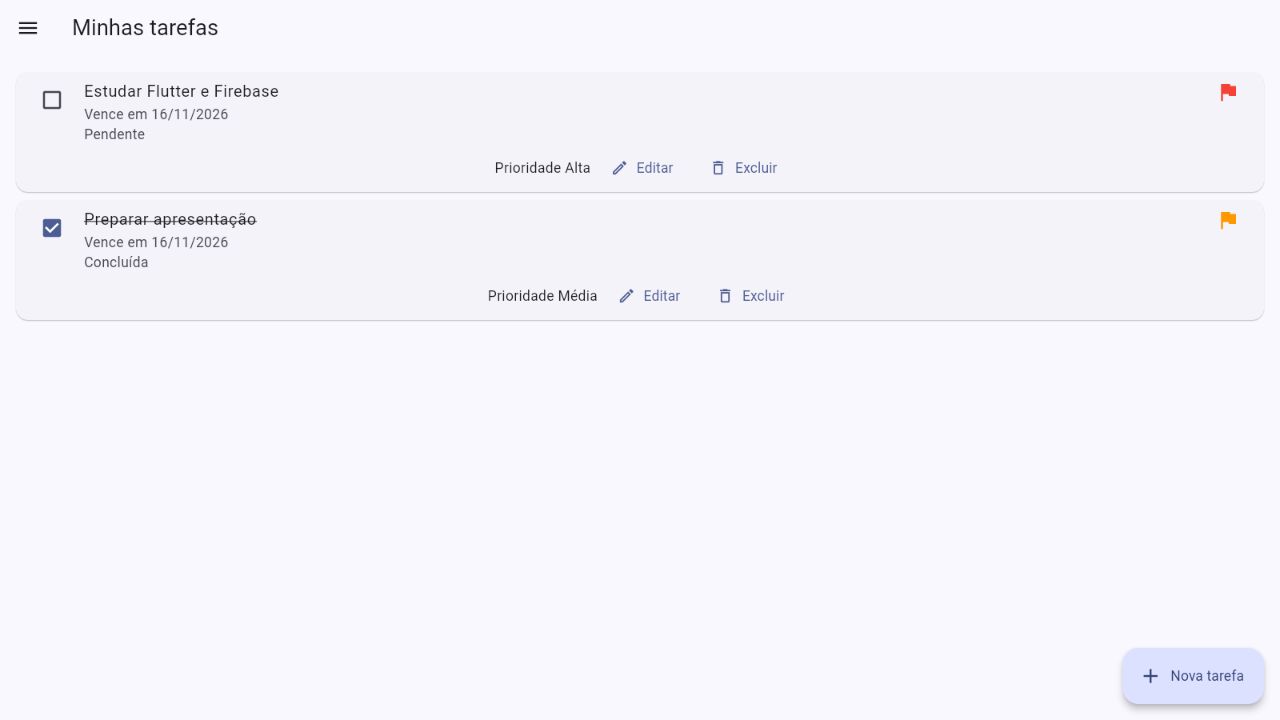 Minhas tarefas
Estudar Flutter e Firebase
Vence em 16/11/2026
Pendente
Prioridade Alta Editar Excluir
Preparar apresentação
Vence em 16/11/2026
Concluída
Prioridade Média Editar Excluir
Nova tarefa